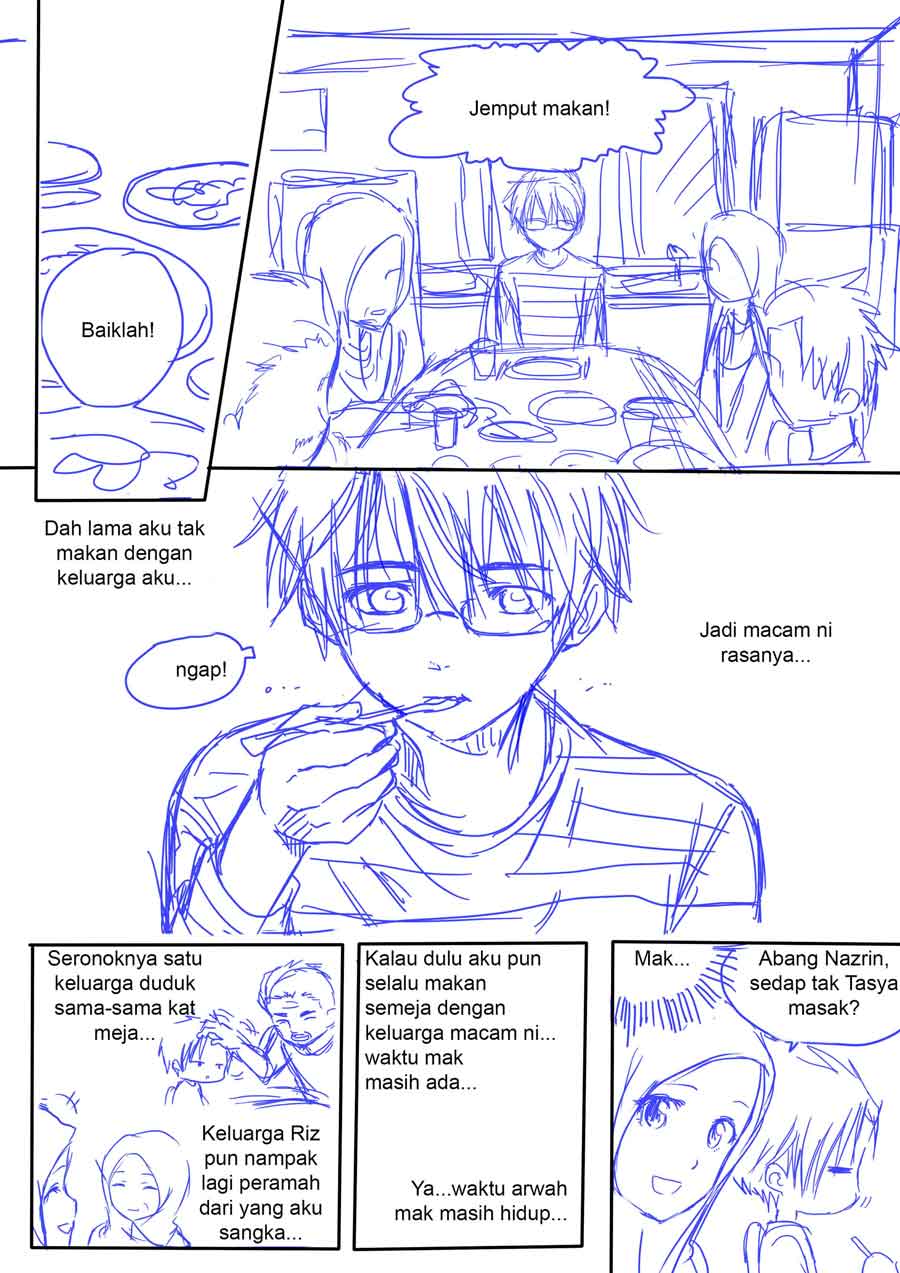 Baiklah!
Jemput makan!
Dah lama aku tak
makan dengan
keluarga aku...
ngap!
Jadi macam ni
rasanya...
Seronoknya satu
keluarga duduk
sama-sama kat
meja...
Keluarga Riz
pun nampak
lagi peramah
dari yang aku
sangka...
Kalau dulu aku pun
selalu makan
semeja dengan
keluarga macam ni...
waktu mak
masih ada...
Ya...waktu arwah
mak masih hidup...
Mak...
Abang Nazrin,
sedap tak Tasya
masak?